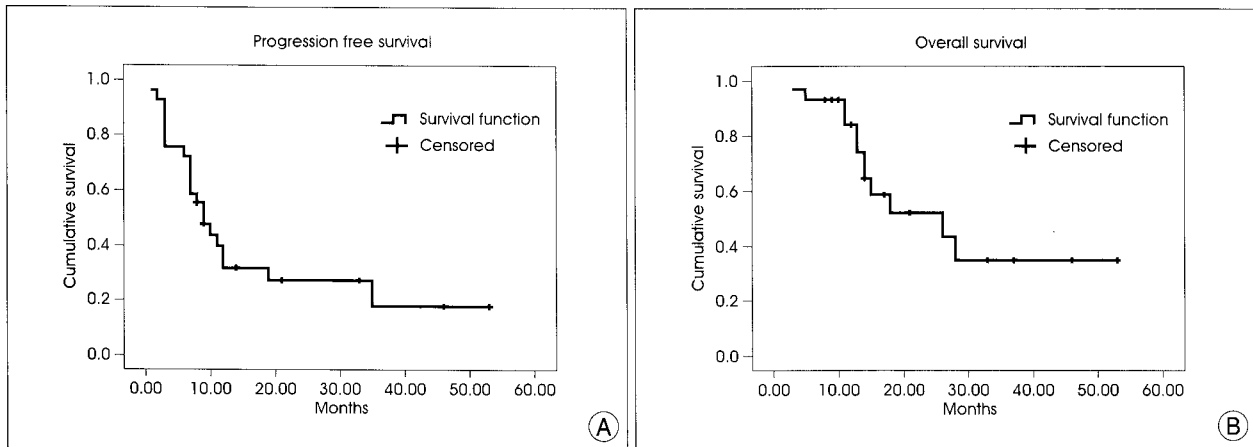 Progression free survival
1.0
0.8
0.6
0.4
0.2
0.0
Cumulative survival
Survival function
Censored
0.00 10.00 20.00 30.00 40.00 50.00 60.00
Months
A
Overall survival
1.0
0.8
0.6
0.4
0.2
0.0
Cumulative survival
Survival function
Censored
0.00 10.00 20.00 30.00 40.00 50.00 60.00
Months
B